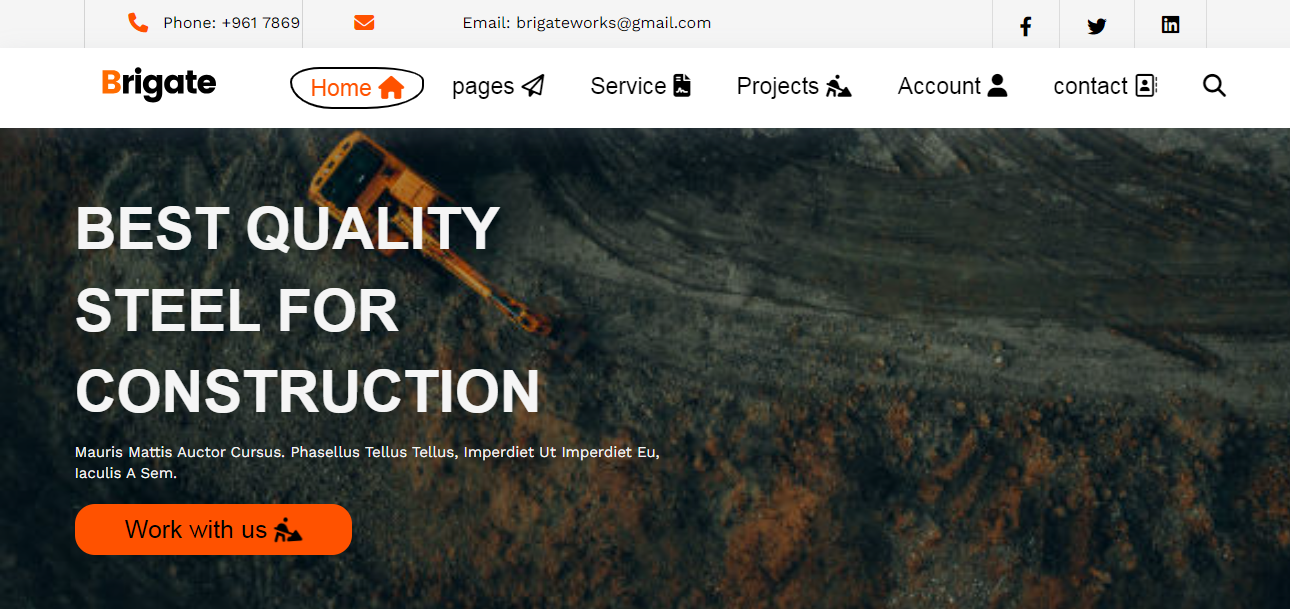 Phone: +961 7869
Email: brigateworks@gmail.com
Brigate
Home
pages
Service
Projects
Account
contact
BEST QUALITY
STEEL FOR
CONSTRUCTION
Mauris Mattis Auctor Cursus. Phasellus Tellus Tellus, Imperdiet Ut Imperdiet Eu,
Iaculis A Sem.
Work with us